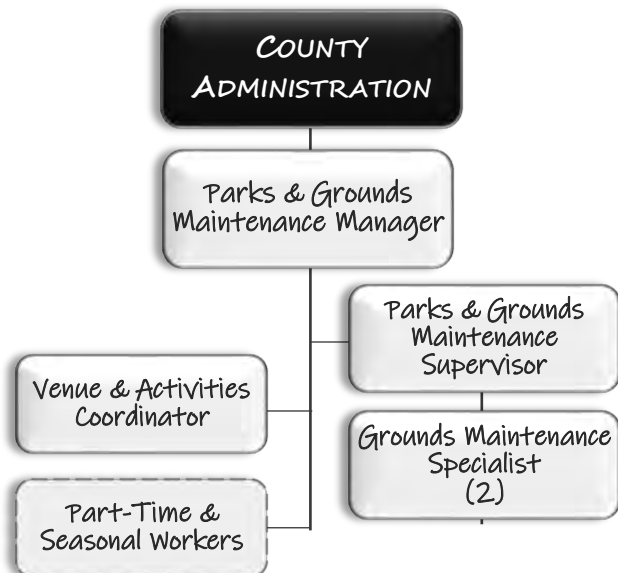 COUNTY
ADMINISTRATION
Parks & Grounds
Maintenance Manager
Parks & Grounds
Maintenance
Supervisor
Venue & Activities
Coordinator
Grounds Maintenance
Specialist
(2)
Part-Time &
Seasonal Workers